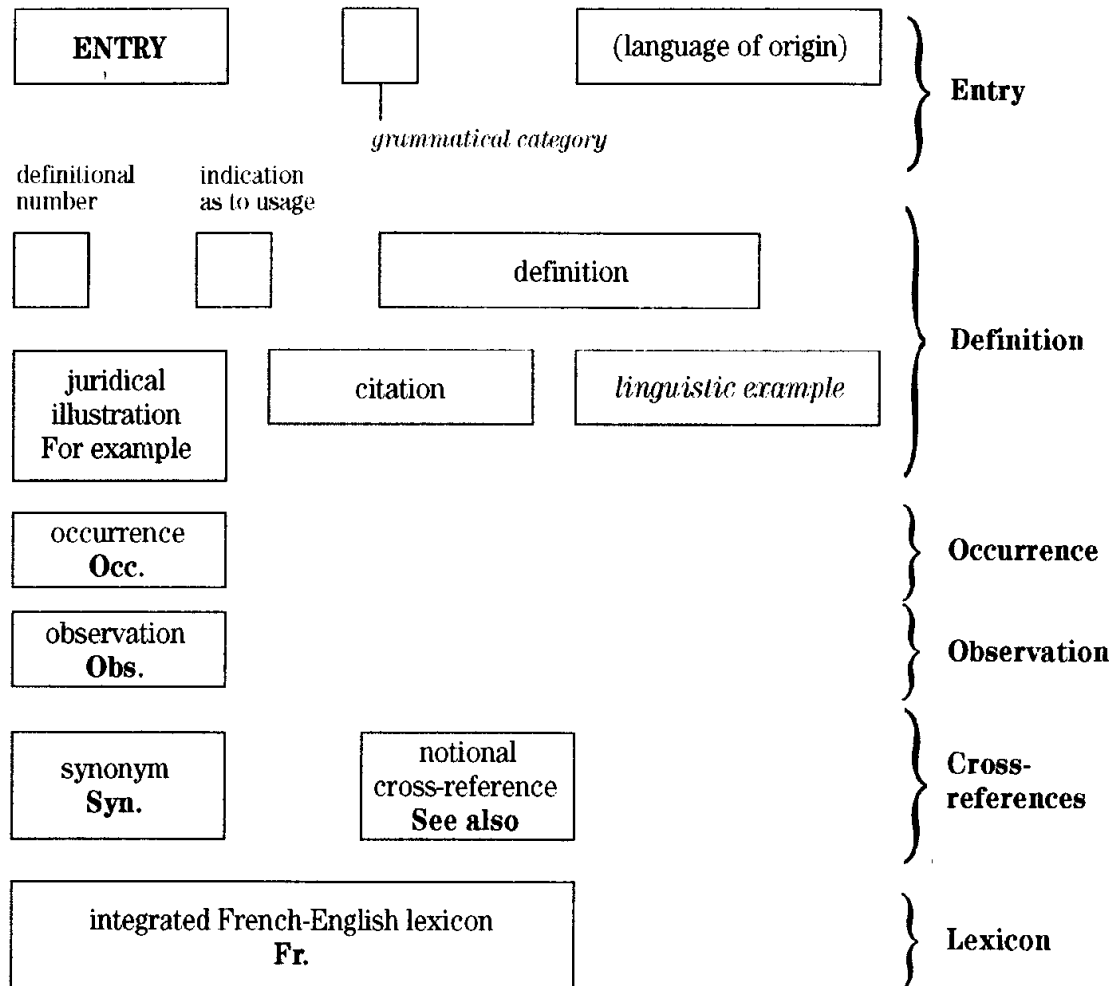 ENTRY
(language of origin)
Entry
grammatical category
definitional
number
indication
as to usage
definition
Definition
juridical
illustration
For example
citation
linguistic example
occurrence
Occ.
Occurrence
observation
Obs.
Observation
synonym
Syn.
notional
cross-reference
See also
Cross-
references
integrated French-English lexicon
Fr.
Lexicon